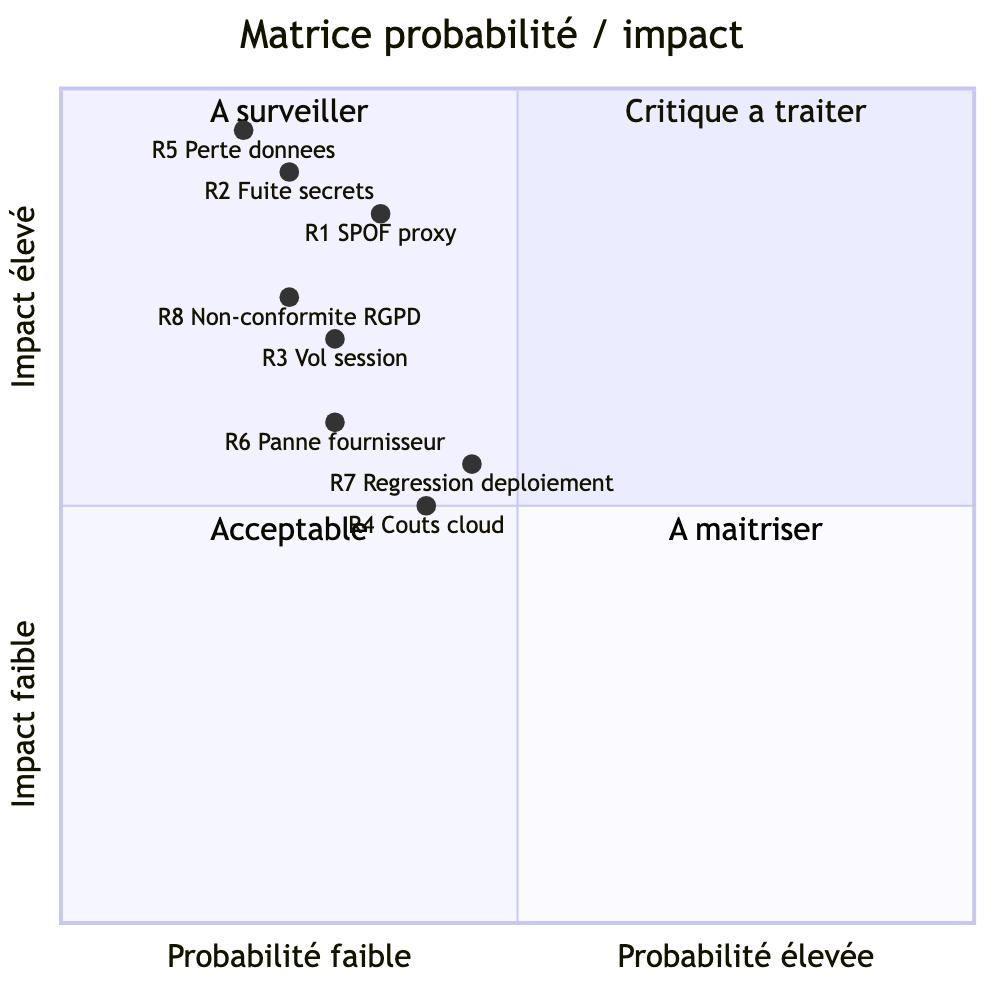 Matrice probabilité / impact
A surveiller
Critique a traiter
R5 Perte donnees
R2 Fuite secrets
R1 SPOF proxy
R8 Non-conformite RGPD
R3 Vol session
R6 Panne fournisseur
R7 Regression deploiement
R4 Couts cloud
Acceptable
A maitriser
Impact élevé
Impact faible
Probabilité faible
Probabilité élevée